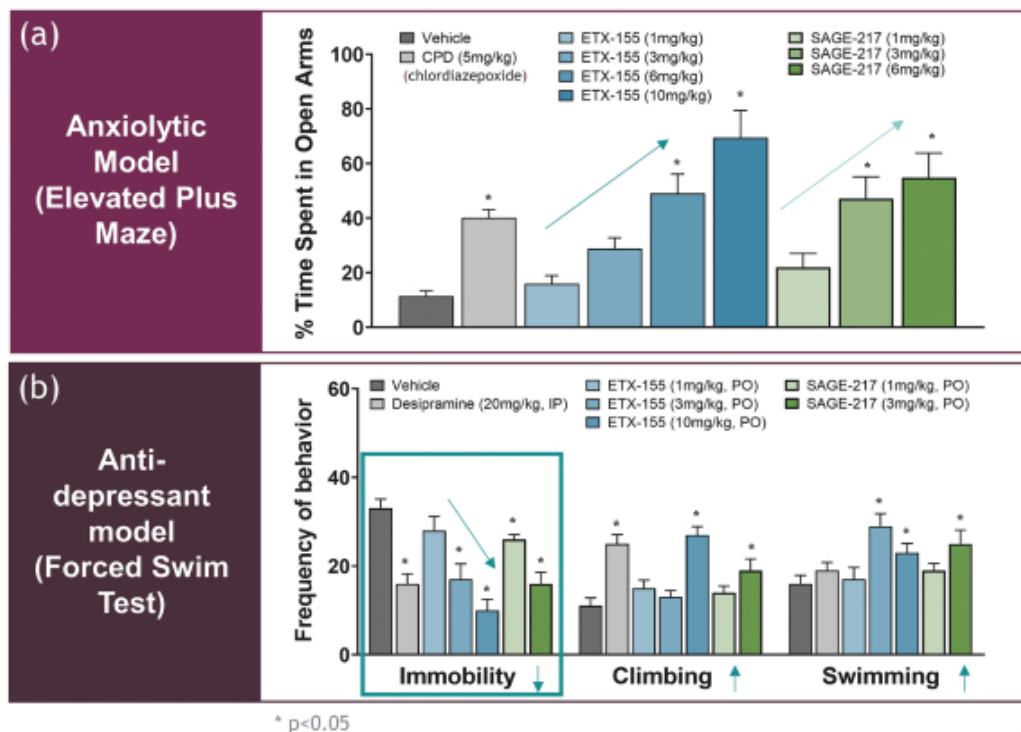 (a)
Anxiolytic
Model
(Elevated Plus
Maze)
% Time Spent in Open Arms
100
80
60
40
20
0
Vehicle
CPD (5mg/kg)
(chlordiazepoxide)
ETX-155 (1mg/kg)
ETX-155 (3mg/kg)
ETX-155 (6mg/kg)
ETX-155 (10mg/kg)
SAGE-217 (1mg/kg)
SAGE-217 (3mg/kg)
SAGE-217 (6mg/kg)
*
*
*
*
*
(b)
Anti-
depressant
model
(Forced Swim
Test)
Frequency of behavior
60
40
20
0
Vehicle
Desipramine (20mg/kg, IP)
ETX-155 (1mg/kg, PO)
ETX-155 (3mg/kg, PO)
ETX-155 (10mg/kg, PO)
SAGE-217 (1mg/kg, PO)
SAGE-217 (3mg/kg, PO)
*
*
*
*
*
*
*
*
*
*
*
Immobility
Climbing
Swimming
* p<0.05